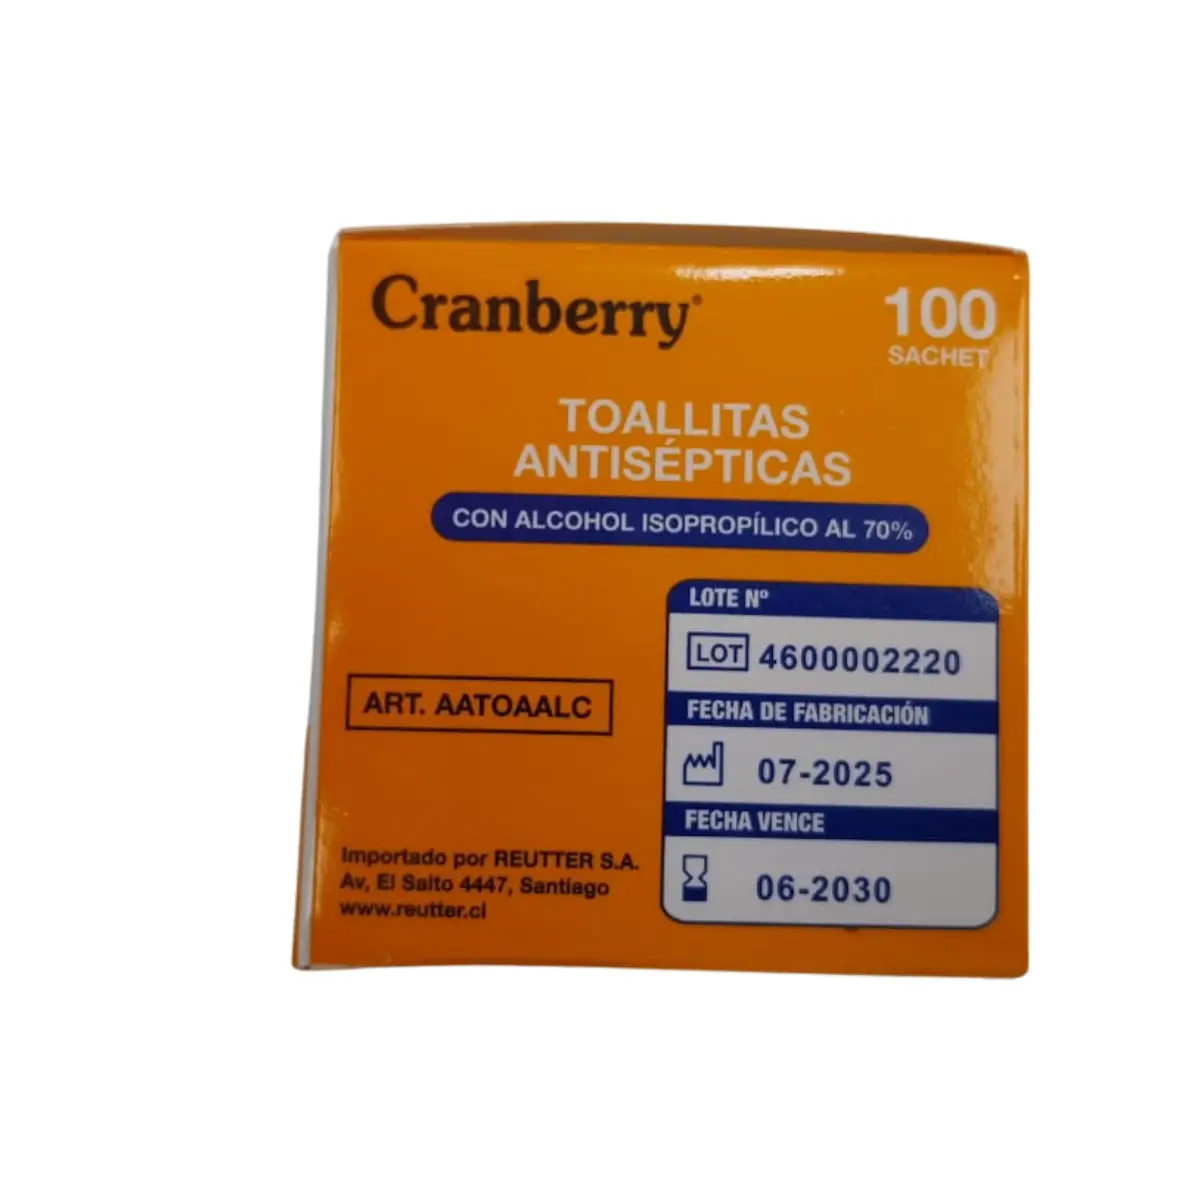 Cranberry®
100
SACHET
TOALLITAS
ANTISÉPTICAS
CON ALCOHOL ISOPROPÍLICO AL 70%
LOTE Nº
LOT 4600002220
FECHA DE FABRICACIÓN
07-2025
FECHA VENCE
06-2030
ART. AATOAALC
Importado por REUTTER S.A.
Av, El Salto 4447, Santiago
www.reutter.cl